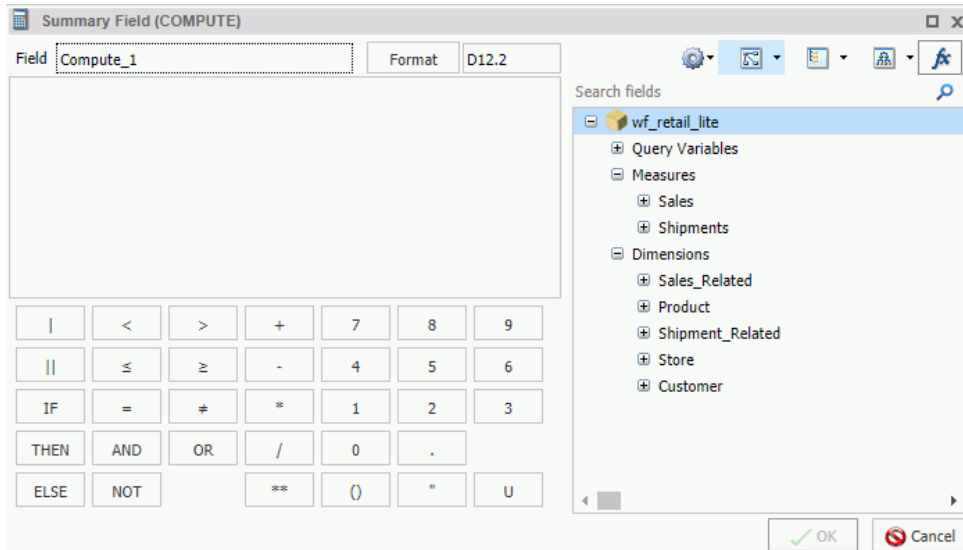 Summary Field (COMPUTE)
Field Compute_1 Format D12.2
fx
Search fields
wf_retail_lite
Query Variables
Measures
Sales
Shipments
Dimensions
Sales_Related
Product
Shipment_Related
Store
Customer
| < > + 7 8 9
|| ≤ ≥ - 4 5 6
IF = ≠ * 1 2 3
THEN AND OR / 0 .
ELSE NOT ** () " U
OK Cancel